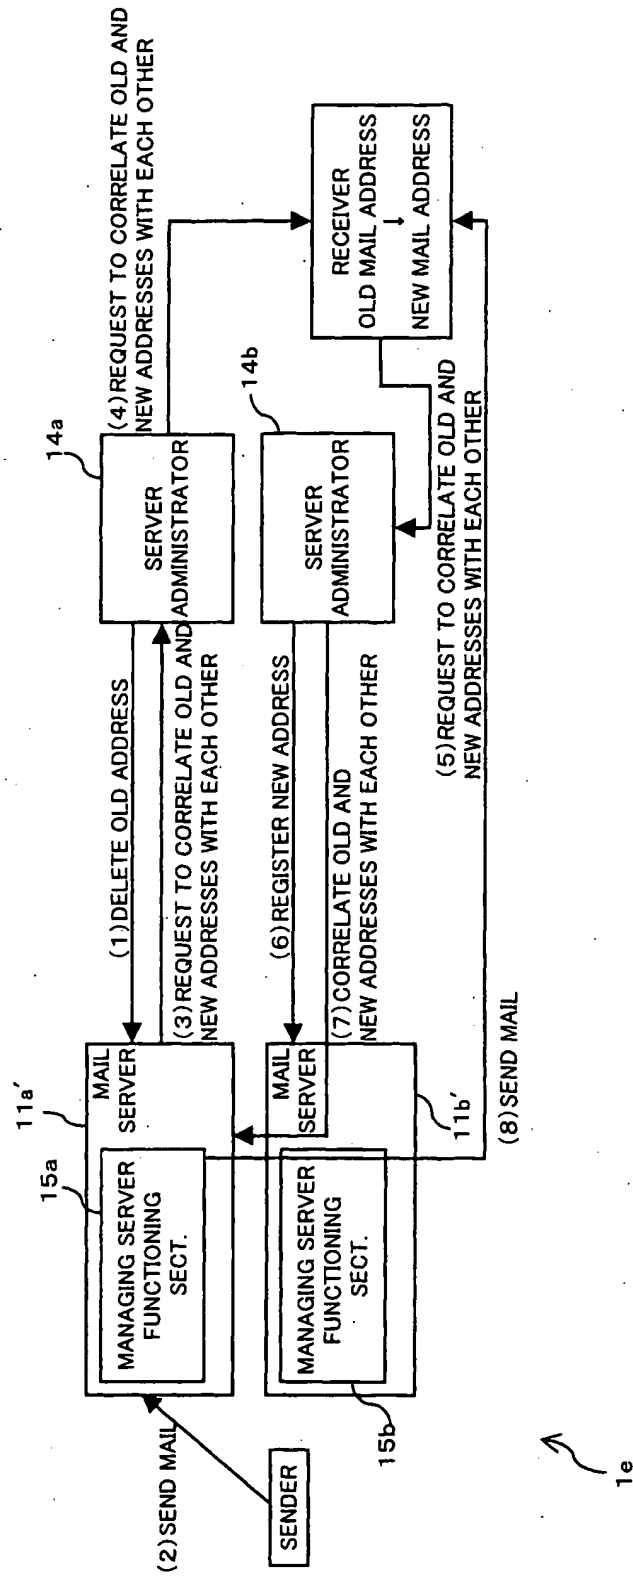 (2)SEND MAIL
SENDER
11a'
MAIL
SERVER
15a
MANAGING SERVER
FUNCTIONING
SECT.
(1)DELETE OLD ADDRESS
(3)REQUEST TO CORRELATE OLD AND
NEW ADDRESSES WITH EACH OTHER
14a
SERVER
ADMINISTRATOR
(4)REQUEST TO CORRELATE OLD AND
NEW ADDRESSES WITH EACH OTHER
MAIL
SERVER
MANAGING SERVER
FUNCTIONING
SECT.
15b
11b'
(6)REGISTER NEW ADDRESS
(7)CORRELATE OLD AND
NEW ADDRESSES WITH EACH OTHER
14b
SERVER
ADMINISTRATOR
RECEIVER
OLD MAIL ADDRESS
↓
NEW MAIL ADDRESS
(5)REQUEST TO CORRELATE OLD AND
NEW ADDRESSES WITH EACH OTHER
(8)SEND MAIL
1e